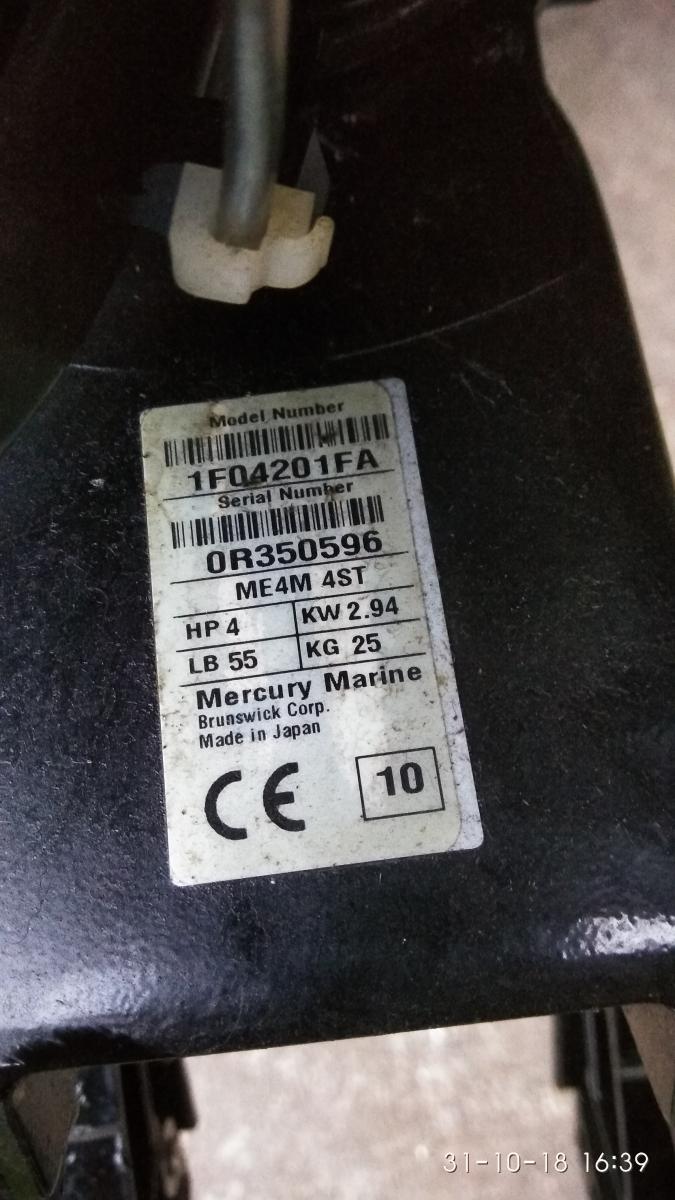 Model Number
1F04201FA
Serial Number
0R350596
ME4M 4ST
HP 4 KW 2.94
LB 55 KG 25
Mercury Marine
Brunswick Corp.
Made in Japan
CE 10
31-10-18 16:39